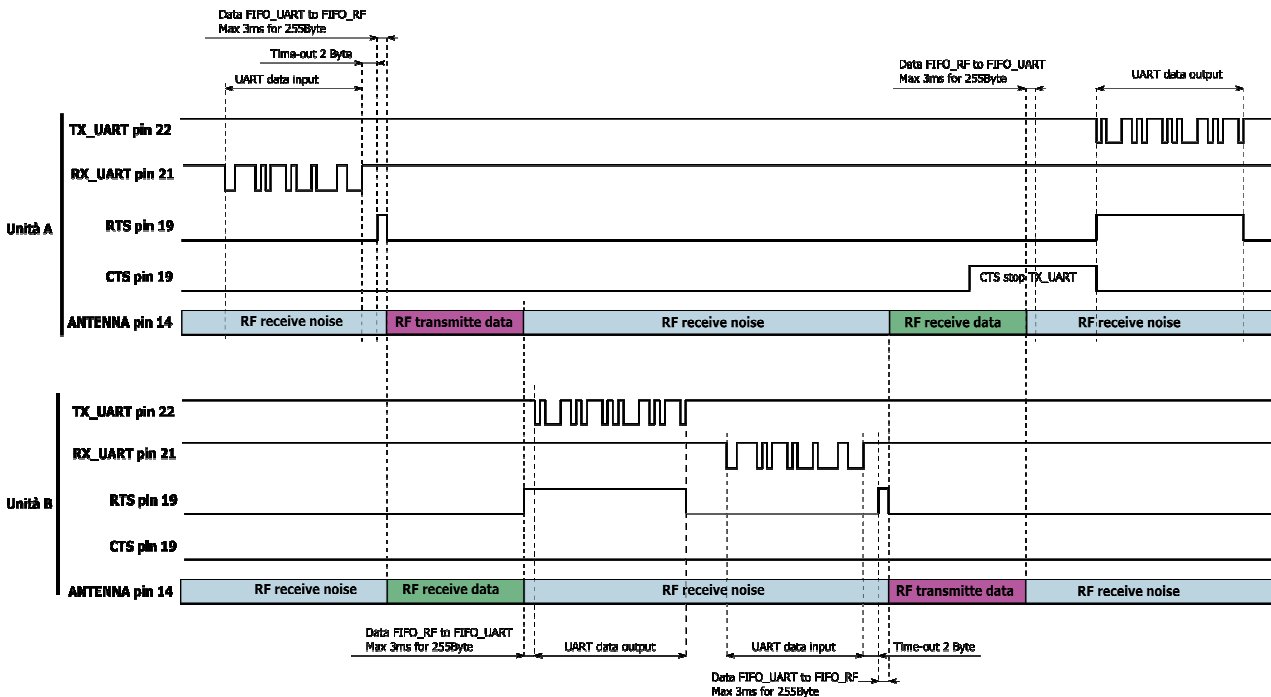 Data FIFO_UART to FIFO_RF
Max 3ms for 255Byte
Time-out 2 Byte
UART data input
Data FIFO_RF to FIFO_UART
Max 3ms for 255Byte
UART data output
Unità A
TX_UART pin 22
RX_UART pin 21
RTS pin 19
CTS pin 19
CTS stop TX_UART
ANTENNA pin 14
RF receive noise
RF transmitte data
RF receive noise
RF receive data
RF receive noise
Unità B
TX_UART pin 22
RX_UART pin 21
RTS pin 19
CTS pin 19
ANTENNA pin 14
RF receive noise
RF receive data
RF receive noise
RF transmitte data
RF receive noise
Data FIFO_RF to FIFO_UART
Max 3ms for 255Byte
UART data output
UART data input
Time-out 2 Byte
Data FIFO_UART to FIFO_RF
Max 3ms for 255Byte